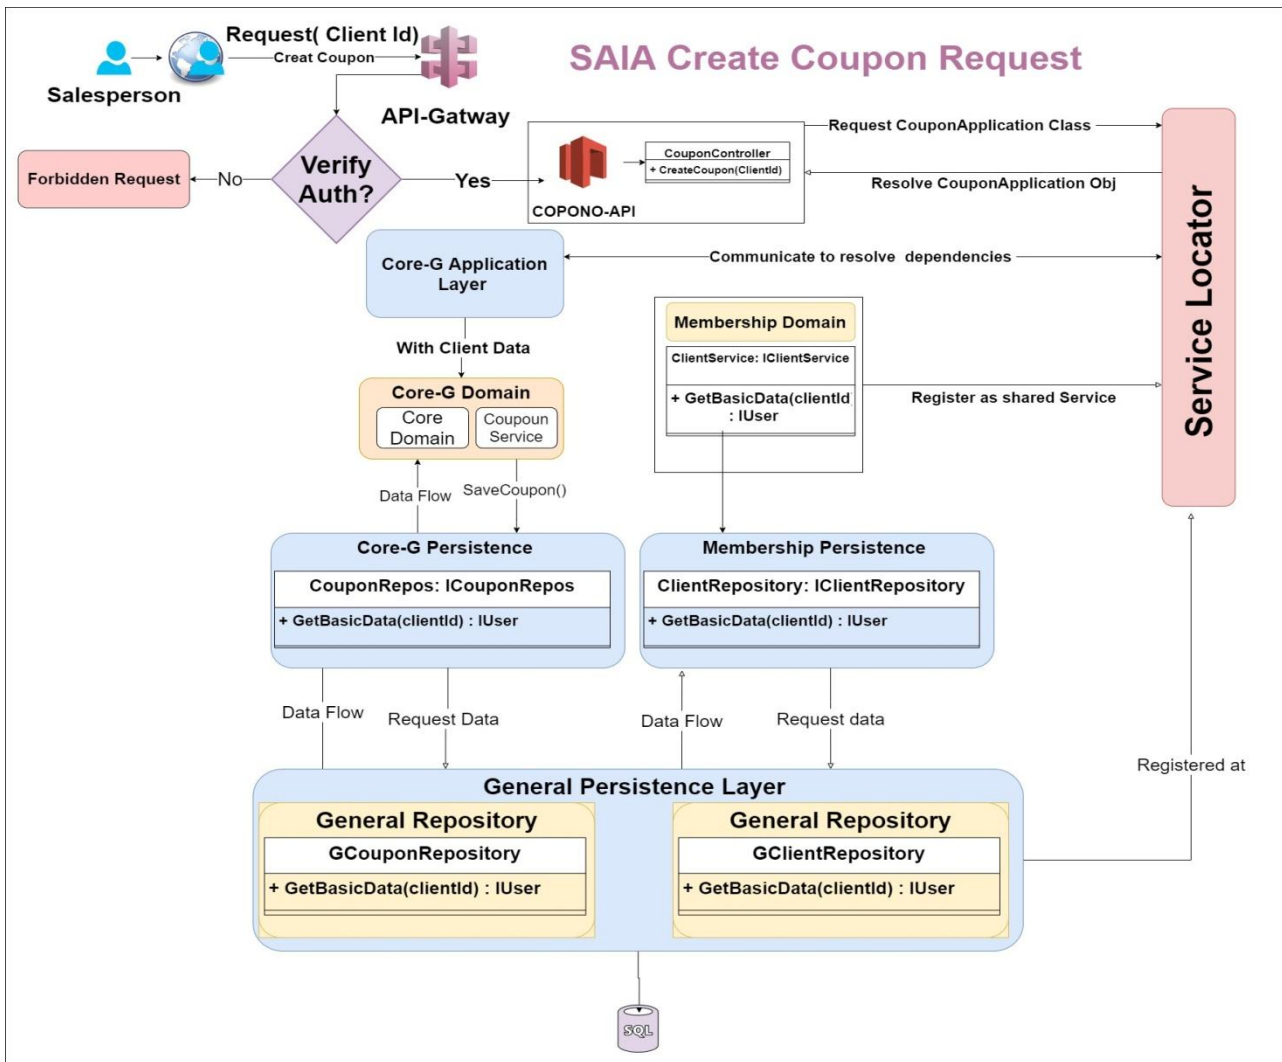 Request( Client Id)
Creat Coupon
SAIA Create Coupon Request
Salesperson
API-Gatway
Verify
Auth?
Forbidden Request
No
Yes
CouponController
+ CreateCoupon(ClientId)
COPONO-API
Request CouponApplication Class
Resolve CouponApplication Obj
Service Locator
Core-G Application
Layer
Communicate to resolve dependencies
With Client Data
Membership Domain
ClientService: IClientService
+ GetBasicData(clientId
: IUser
Register as shared Service
Core-G Domain
Core
Domain
Coupoun
Service
Data Flow
SaveCoupon()
Core-G Persistence
CouponRepos: ICouponRepos
+ GetBasicData(clientId) : IUser
Membership Persistence
ClientRepository: IClientRepository
+ GetBasicData(clientId) : IUser
Data Flow
Request Data
Data Flow
Request data
Registered at
General Persistence Layer
General Repository
GCouponRepository
+ GetBasicData(clientId) : IUser
General Repository
GClientRepository
+ GetBasicData(clientId) : IUser
SQL